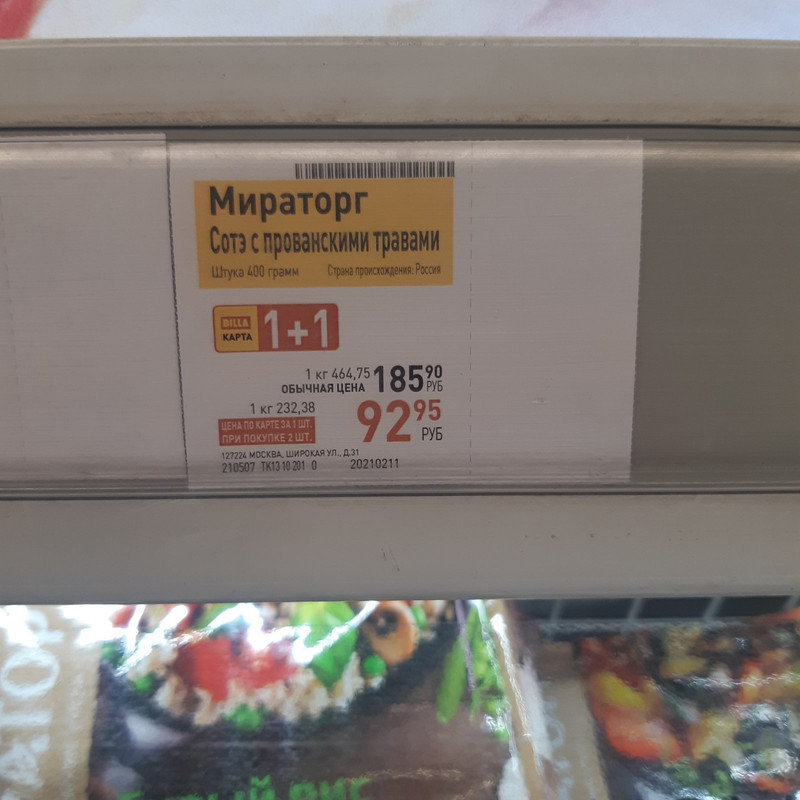 Мираторг
Сотэ с прованскими травами
Штука 400 грамм Страна происхождения: Россия
BILLA
КАРТА
1+1
1 кг 464,75
ОБЫЧНАЯ ЦЕНА 185 90 РУБ
1 кг 232,38
ЦЕНА ПО КАРТЕ ЗА 1 ШТ.
ПРИ ПОКУПКЕ 2 ШТ.
92 95 РУБ
127224 МОСКВА, ШИРОКАЯ УЛ., Д.31
210507 ТК13 10 201 0 20210211